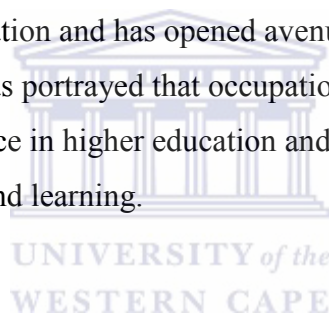 ation and has opened avenu
s portrayed that occupatio
ce in higher education and
nd learning.
UNIVERSITY of the
WESTERN CAPE